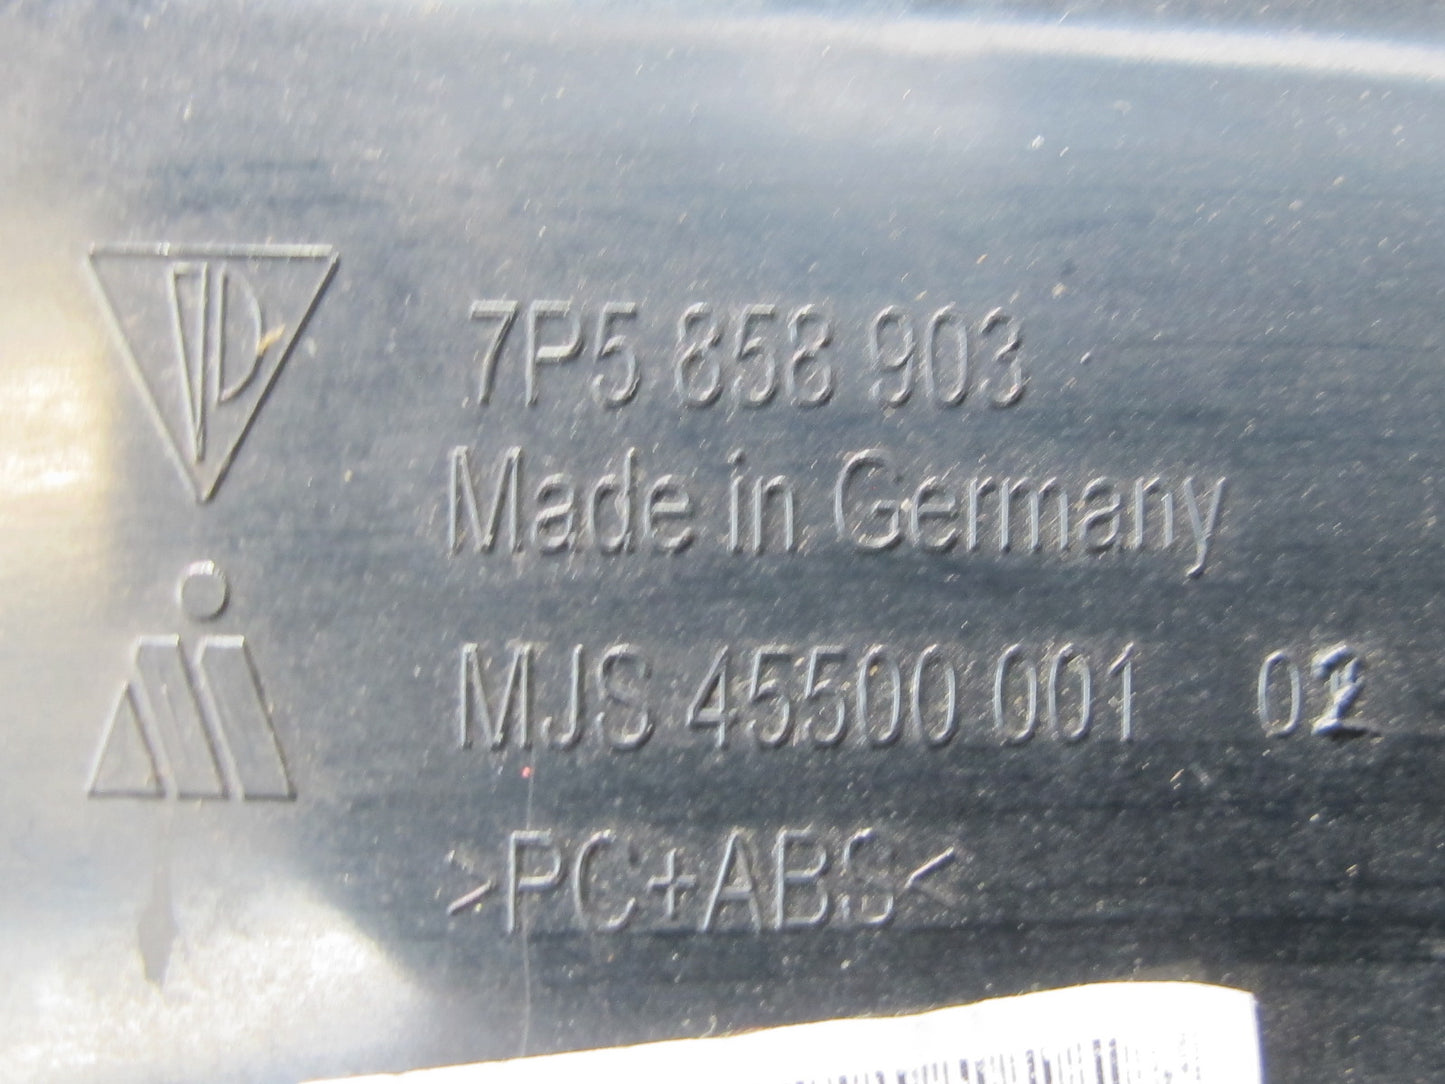 7P5 858 903
Made in Germany
MJS 45500 001 02
>PC+ABS<